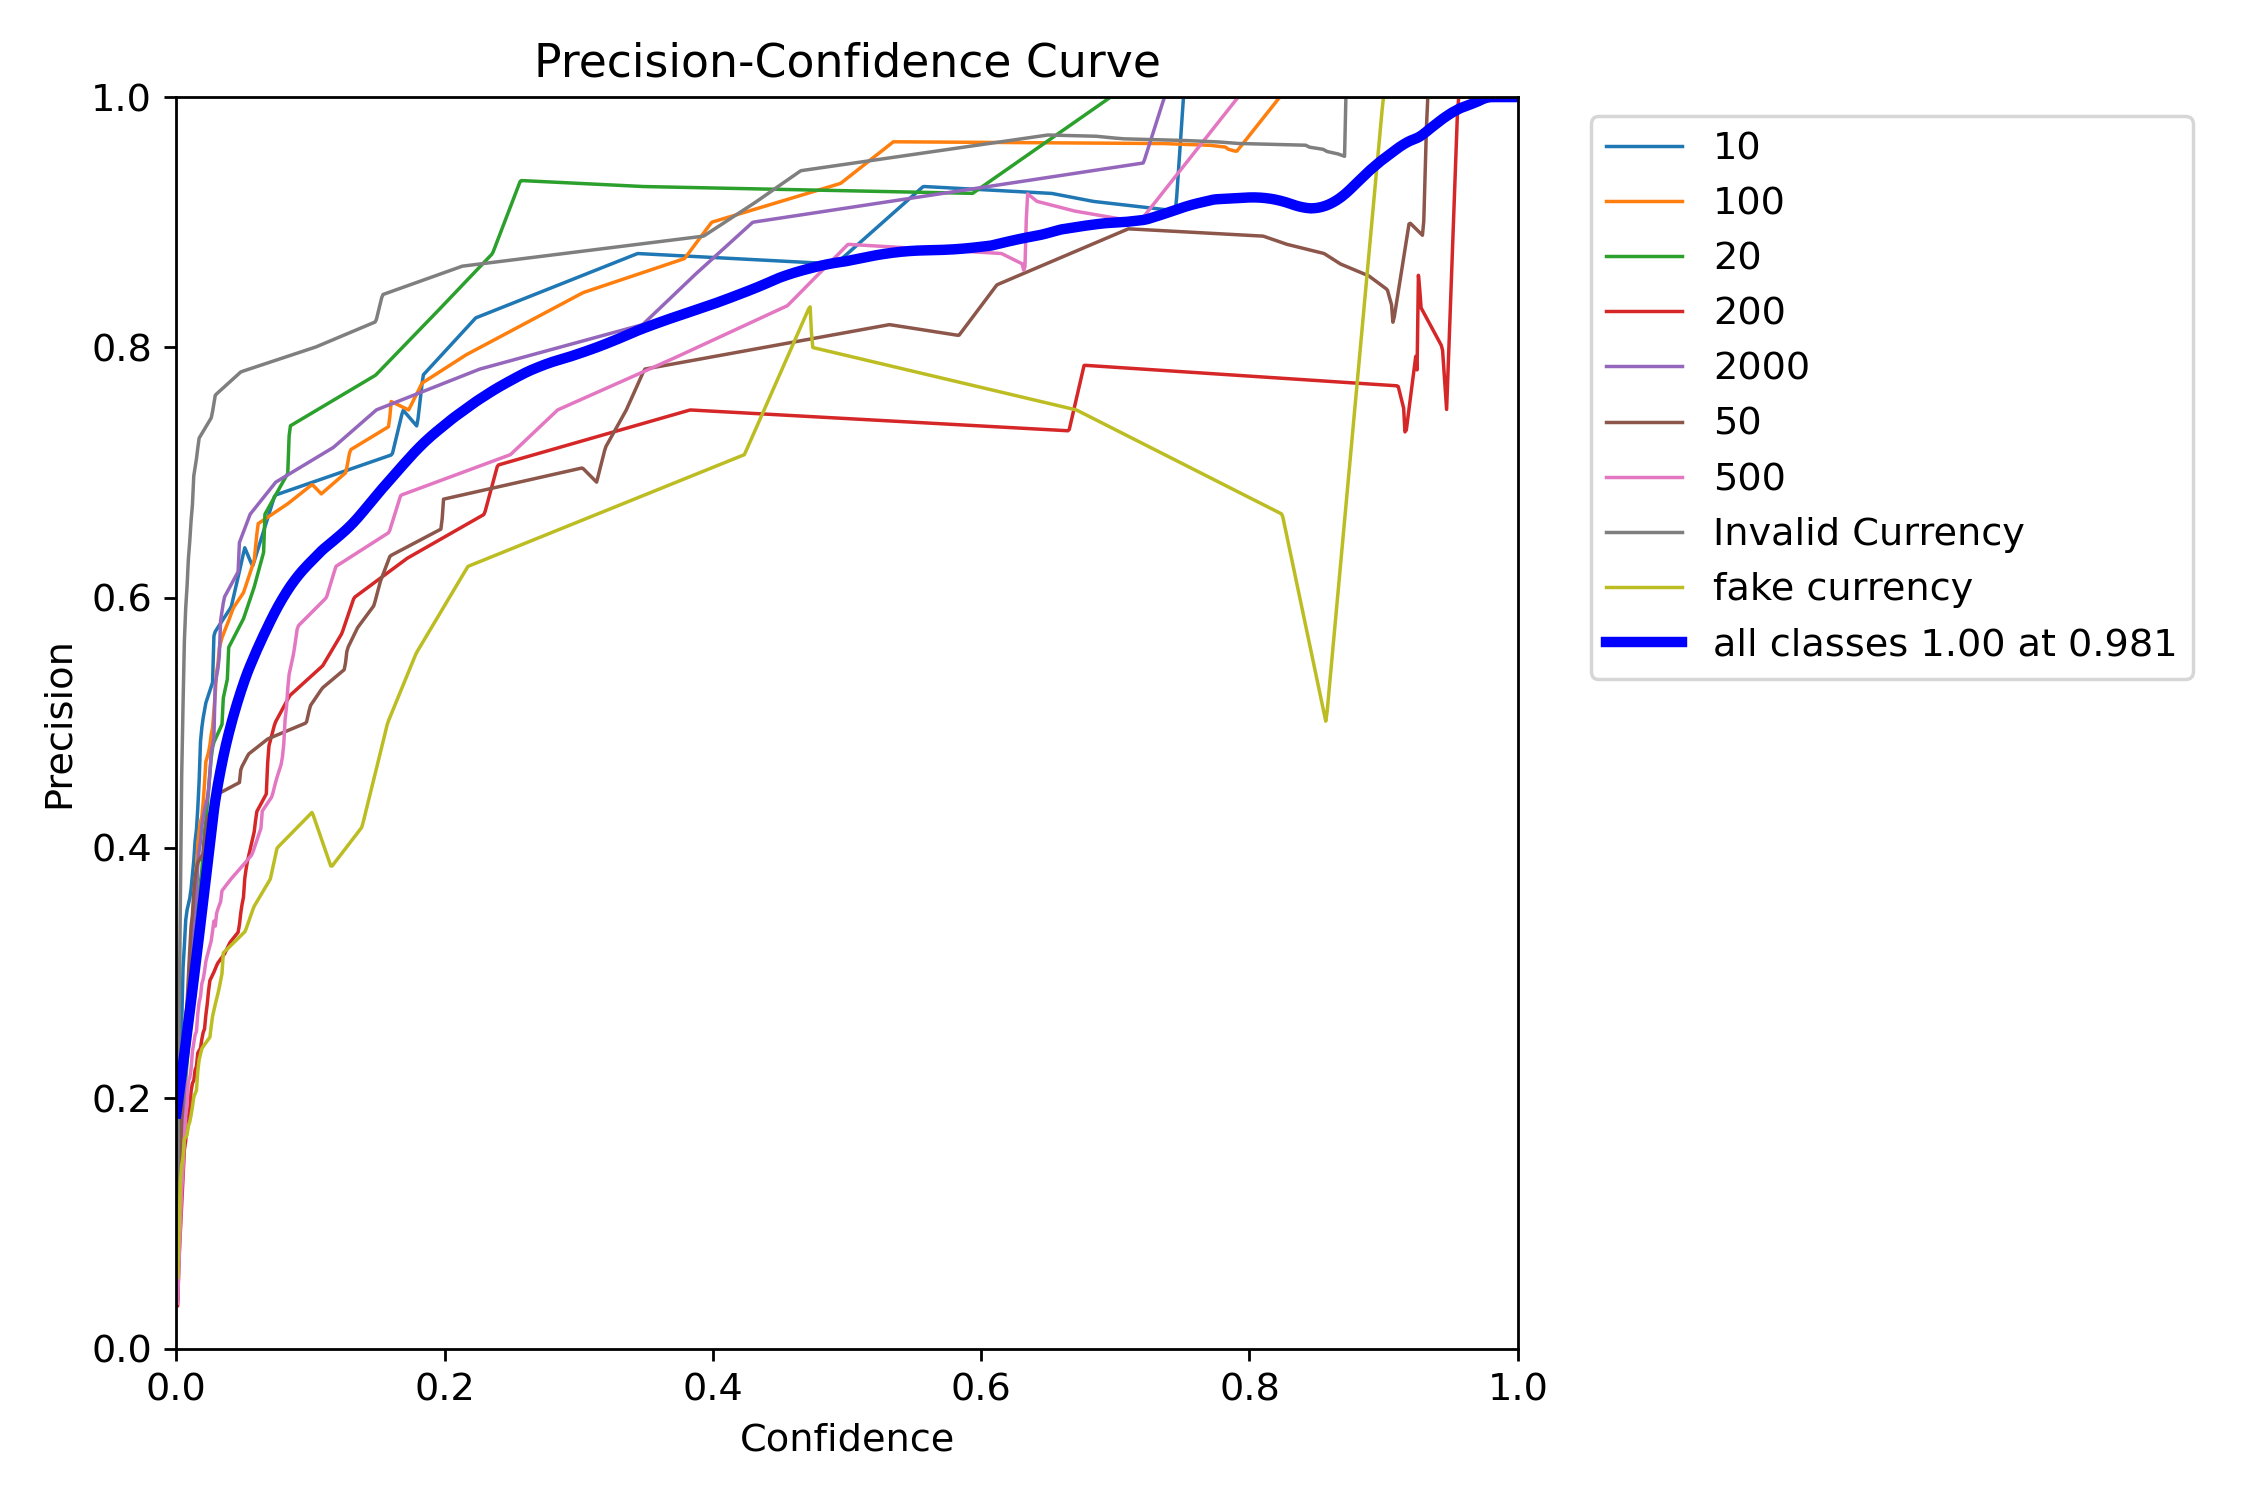 Precision-Confidence Curve
1.0
0.8
0.6
0.4
0.2
0.0
Precision
0.0 0.2 0.4 0.6 0.8 1.0
Confidence
10
100
20
200
2000
50
500
Invalid Currency
fake currency
all classes 1.00 at 0.981